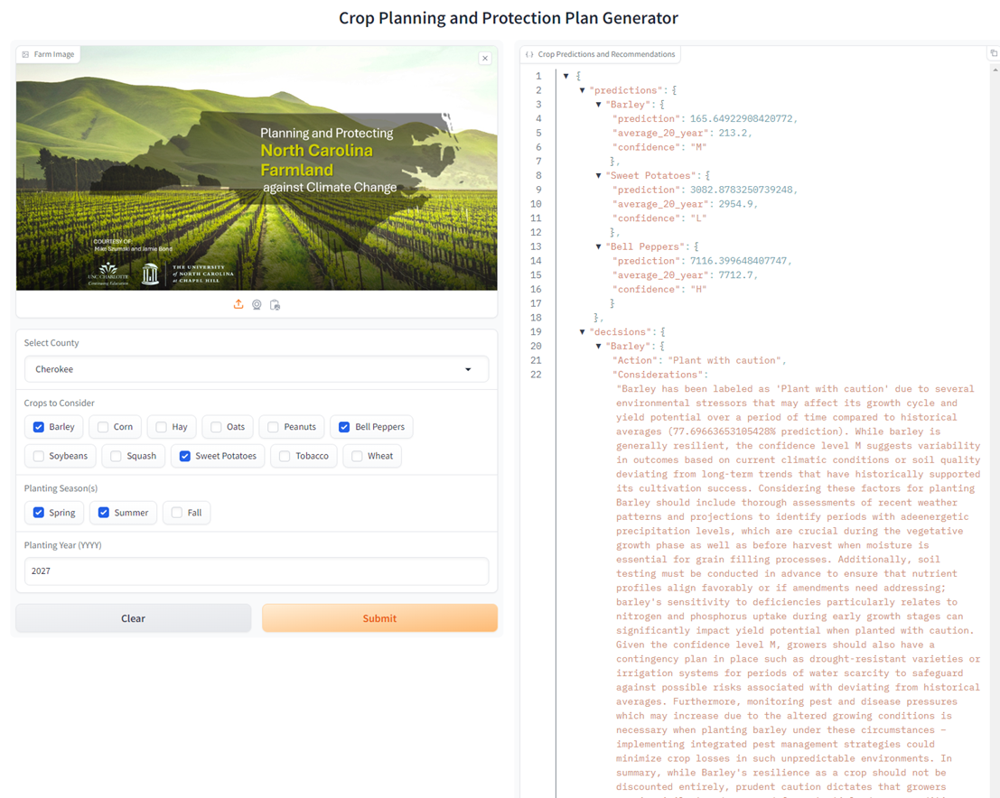 Crop Planning and Protection Plan Generator
Farm Image
Planning and Protecting
North Carolina
Farmland
against Climate Change
COURTESY OF:
Mike Szumski and Jamie Bond
UNC CHARLOTTE
Continuing Education
THE UNIVERSITY
of NORTH CAROLINA
at CHAPEL HILL
Select County
Cherokee
Crops to Consider
Barley
Corn
Hay
Oats
Peanuts
Bell Peppers
Soybeans
Squash
Sweet Potatoes
Tobacco
Wheat
Planting Season(s)
Spring
Summer
Fall
Planting Year (YYYY)
2027
Clear
Submit
{ } Crop Predictions and Recommendations
1 {
2 "predictions": {
3 "Barley": {
4 "prediction": 165.64922908420772,
5 "average_20_year": 213.2,
6 "confidence": "M"
7 },
8 "Sweet Potatoes": {
9 "prediction": 3082.8783250739248,
10 "average_20_year": 2954.9,
11 "confidence": "L"
12 },
13 "Bell Peppers": {
14 "prediction": 7116.399648407747,
15 "average_20_year": 7712.7,
16 "confidence": "H"
17 }
18 },
19 "decisions": {
20 "Barley": {
21 "Action": "Plant with caution",
22 "Considerations":
"Barley has been labeled as 'Plant with caution' due to several
environmental stressors that may affect its growth cycle and
yield potential over a period of time compared to historical
averages (77.69663653105428% prediction). While barley is
generally resilient, the confidence level M suggests variability
in outcomes based on current climatic conditions or soil quality
deviating from long-term trends that have historically supported
its cultivation success. Considering these factors for planting
Barley should include thorough assessments of recent weather
patterns and projections to identify periods with adeenergetic
precipitation levels, which are crucial during the vegetative
growth phase as well as before harvest when moisture is
essential for grain filling processes. Additionally, soil
testing must be conducted in advance to ensure that nutrient
profiles align favorably or if amendments need addressing;
barley's sensitivity to deficiencies particularly relates to
nitrogen and phosphorus uptake during early growth stages can
significantly impact yield potential when planted with caution.
Given the confidence level M, growers should also have a
contingency plan in place such as drought-resistant varieties or
irrigation systems for periods of water scarcity to safeguard
against possible risks associated with deviating from historical
averages. Furthermore, monitoring pest and disease pressures
which may increase due to the altered growing conditions is
necessary when planting barley under these circumstances –
implementing integrated pest management strategies could
minimize crop losses in such unpredictable environments. In
summary, while Barley's resilience as a crop should not be
discounted entirely, prudent caution dictates that growers